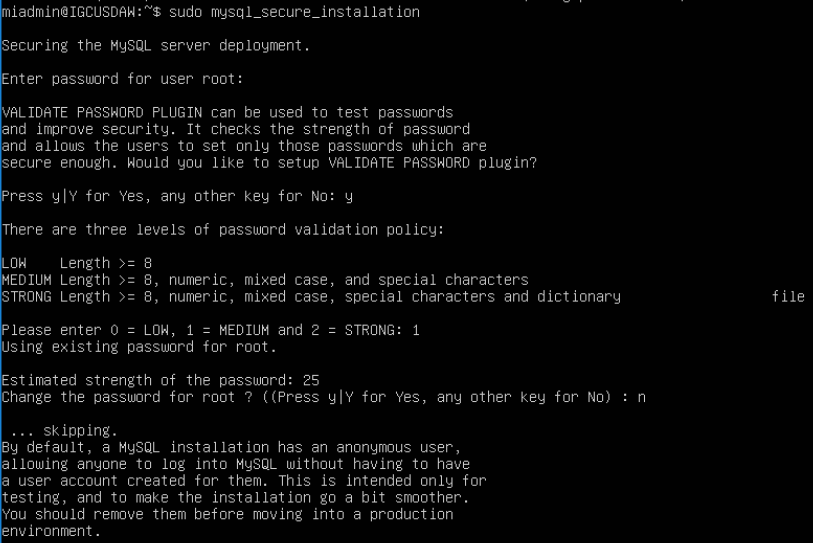 miadmin@IGCUSDAW:~$ sudo mysql_secure_installation
Securing the MySQL server deployment.
Enter password for user root:
VALIDATE PASSWORD PLUGIN can be used to test passwords
and improve security. It checks the strength of password
and allows the users to set only those passwords which are
secure enough. Would you like to setup VALIDATE PASSWORD plugin?
Press y|Y for Yes, any other key for No: y
There are three levels of password validation policy:
LOW    Length >= 8
MEDIUM Length >= 8, numeric, mixed case, and special characters
STRONG Length >= 8, numeric, mixed case, special characters and dictionary                  file
Please enter 0 = LOW, 1 = MEDIUM and 2 = STRONG: 1
Using existing password for root.
Estimated strength of the password: 25
Change the password for root ? ((Press y|Y for Yes, any other key for No) : n
 ... skipping.
By default, a MySQL installation has an anonymous user,
allowing anyone to log into MySQL without having to have
a user account created for them. This is intended only for
testing, and to make the installation go a bit smoother.
You should remove them before moving into a production
environment.